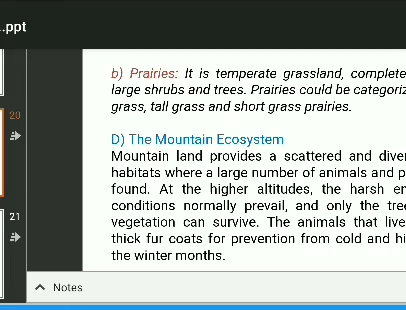 ..ppt
b) Prairies: It is temperate grassland, complete
large shrubs and trees. Prairies could be categoriz
grass, tall grass and short grass prairies.
20
D) The Mountain Ecosystem
Mountain land provides a scattered and diver
habitats where a large number of animals and p
found. At the higher altitudes, the harsh en
conditions normally prevail, and only the tree
21
vegetation can survive. The animals that live
thick fur coats for prevention from cold and hi
the winter months.
Notes